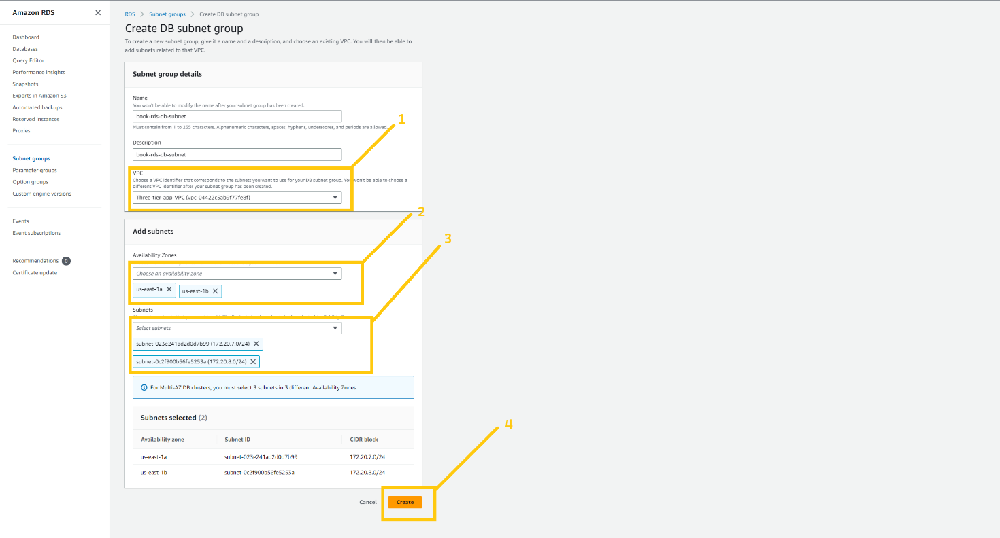 Amazon RDS
Dashboard
Databases
Query Editor
Performance insights
Snapshots
Exports in Amazon S3
Automated backups
Reserved instances
Proxies
Subnet groups
Parameter groups
Option groups
Custom engine versions
Events
Event subscriptions
Recommendations 0
Certificate update
RDS > Subnet groups > Create DB subnet group
Create DB subnet group
To create a new subnet group, give it a name and a description, and choose an existing VPC. You will then be able to
add subnets related to that VPC.
Subnet group details
Name
You won't be able to modify the name after your subnet group has been created.
book-rds-db-subnet
Must contain from 1 to 255 characters. Alphanumeric characters, spaces, hyphens, underscores, and periods are allowed.
1
Description
book-rds-db-subnet
VPC
Choose a VPC identifier that corresponds to the subnets you want to use for your DB subnet group. You won't be able to choose a
different VPC identifier after your subnet group has been created.
Three-tier-app-VPC (vpc-04422c5ab9f77fe8f)
2
Add subnets
3
Availability Zones
Choose an availability zone
us-east-1a
us-east-1b
Subnets
Select subnets
subnet-023e241ad2d0d7b99 (172.20.7.0/24)
subnet-0c2f900b56fe5253a (172.20.8.0/24)
For Multi-AZ DB clusters, you must select 3 subnets in 3 different Availability Zones.
Subnets selected (2)
4
Availability zone Subnet ID CIDR block
us-east-1a subnet-023e241ad2d0d7b99 172.20.7.0/24
us-east-1b subnet-0c2f900b56fe5253a 172.20.8.0/24
Cancel Create